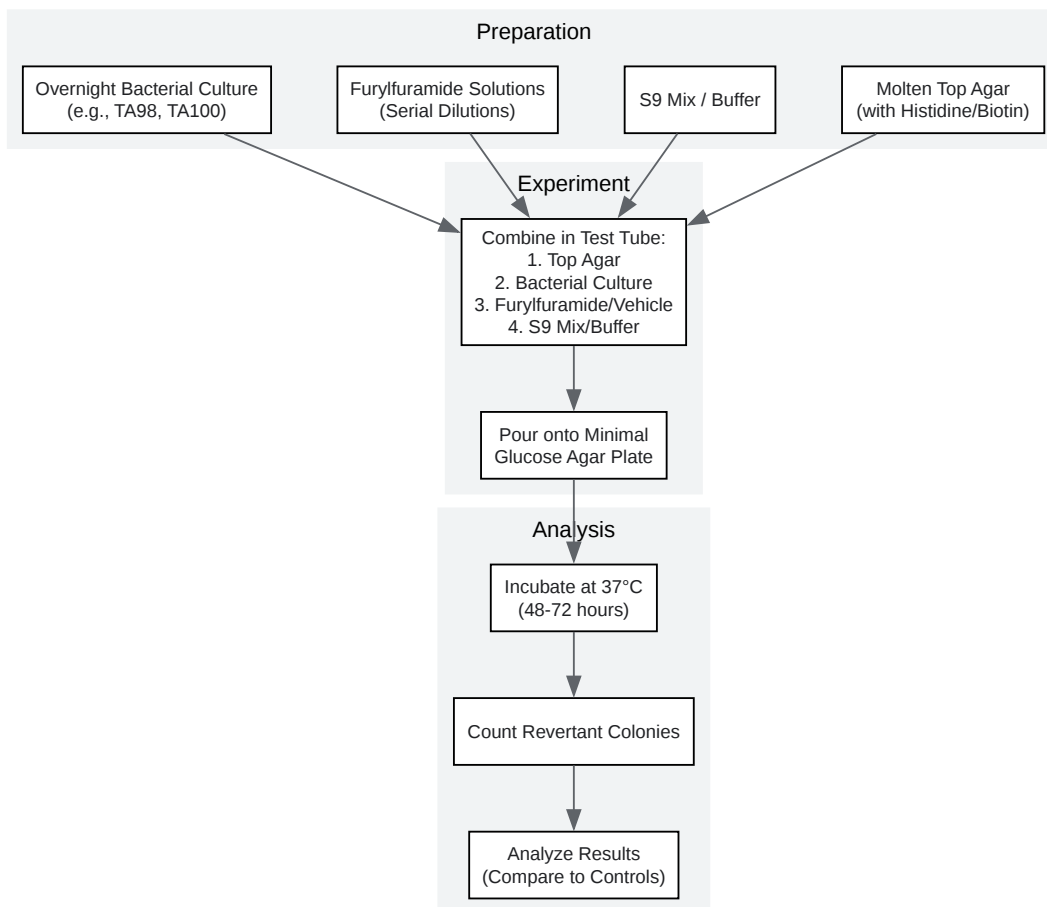 Preparation
Overnight Bacterial Culture
(e.g., TA98, TA100)
Furylfuramide Solutions
(Serial Dilutions)
S9 Mix / Buffer
Molten Top Agar
(with Histidine/Biotin)
Experiment
Combine in Test Tube:
1. Top Agar
2. Bacterial Culture
3. Furylfuramide/Vehicle
4. S9 Mix/Buffer
Pour onto Minimal
Glucose Agar Plate
Analysis
Incubate at 37°C
(48-72 hours)
Count Revertant Colonies
Analyze Results
(Compare to Controls)